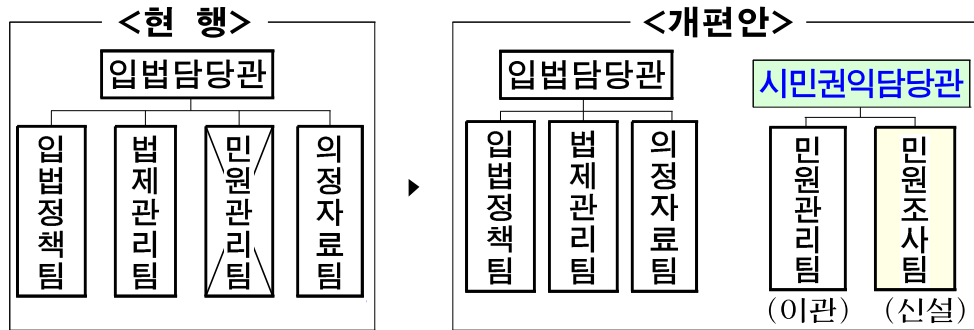 <현 행>
입법담당관
입법정책팀
법제관리팀
민원관리팀
의정자료팀
▶
<개편안>
입법담당관
입법정책팀
법제관리팀
의정자료팀
시민권익담당관
민원관리팀
(이관)
민원조사팀
(신설)